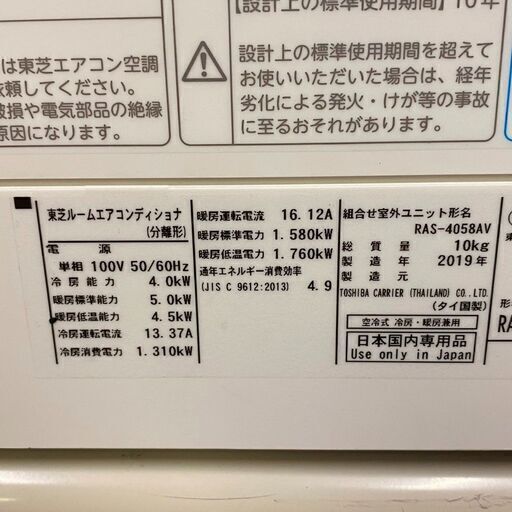 【設計上の標準使用期間】10年
は東芝エアコン空調
設計上の標準使用期間を超えて
依頼してください。
お使いいただいた場合は、経年
破損や電気部品の絶縁
劣化による発火・けが等の事故
原因になります。
に至るおそれがあります。
東芝ルームエアコンディショナ
(分離形)
電 源
単相 100V 50/60Hz
冷房能力 4.0kW
暖房標準能力 5.0kW
暖房低温能力 4.5kW
冷房運転電流 13.37A
冷房消費電力 1.310kW
暖房運転電流 16.12A
暖房標準電力 1.580kW
暖房低温電力 1.760kW
通年エネルギー消費効率
(JIS C 9612:2013) 4.9
組合せ室外ユニット形名
RAS-4058AV
総質量 10kg
製造年 2019年
製造元
TOSHIBA CARRIER (THAILAND) CO.,LTD.
(タイ国製)
空冷式 冷房・暖房兼用
日本国内専用品
Use only in Japan
形
RA